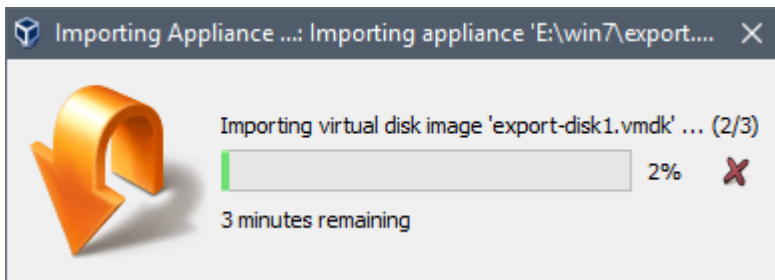 Importing Appliance ...: Importing appliance 'E:\win7\export....
Importing virtual disk image 'export-disk1.vmdk' ... (2/3)
2%
3 minutes remaining